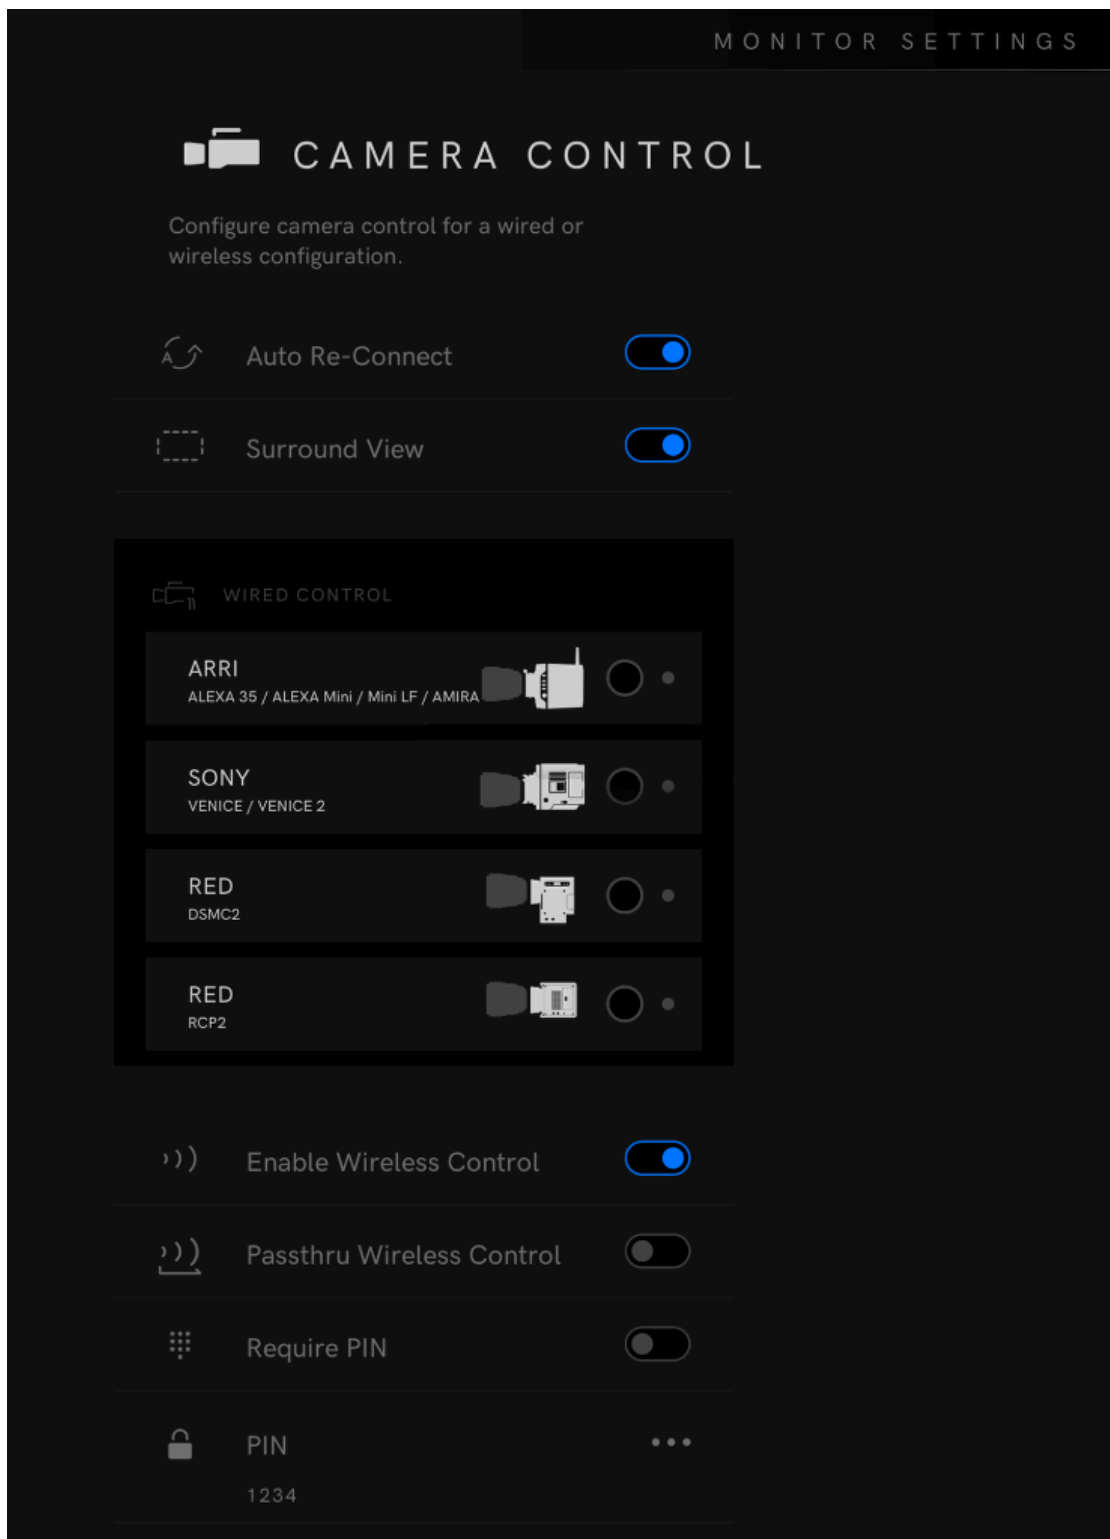 MONITOR SETTINGS
CAMERA CONTROL
Configure camera control for a wired or
wireless configuration.
A
Auto Re-Connect
Surround View
WIRED CONTROL
ARRI
ALEXA 35 / ALEXA Mini / Mini LF / AMIRA
SONY
VENICE / VENICE 2
RED
DSMC2
RED
RCP2
Enable Wireless Control
Passthru Wireless Control
Require PIN
PIN
1234